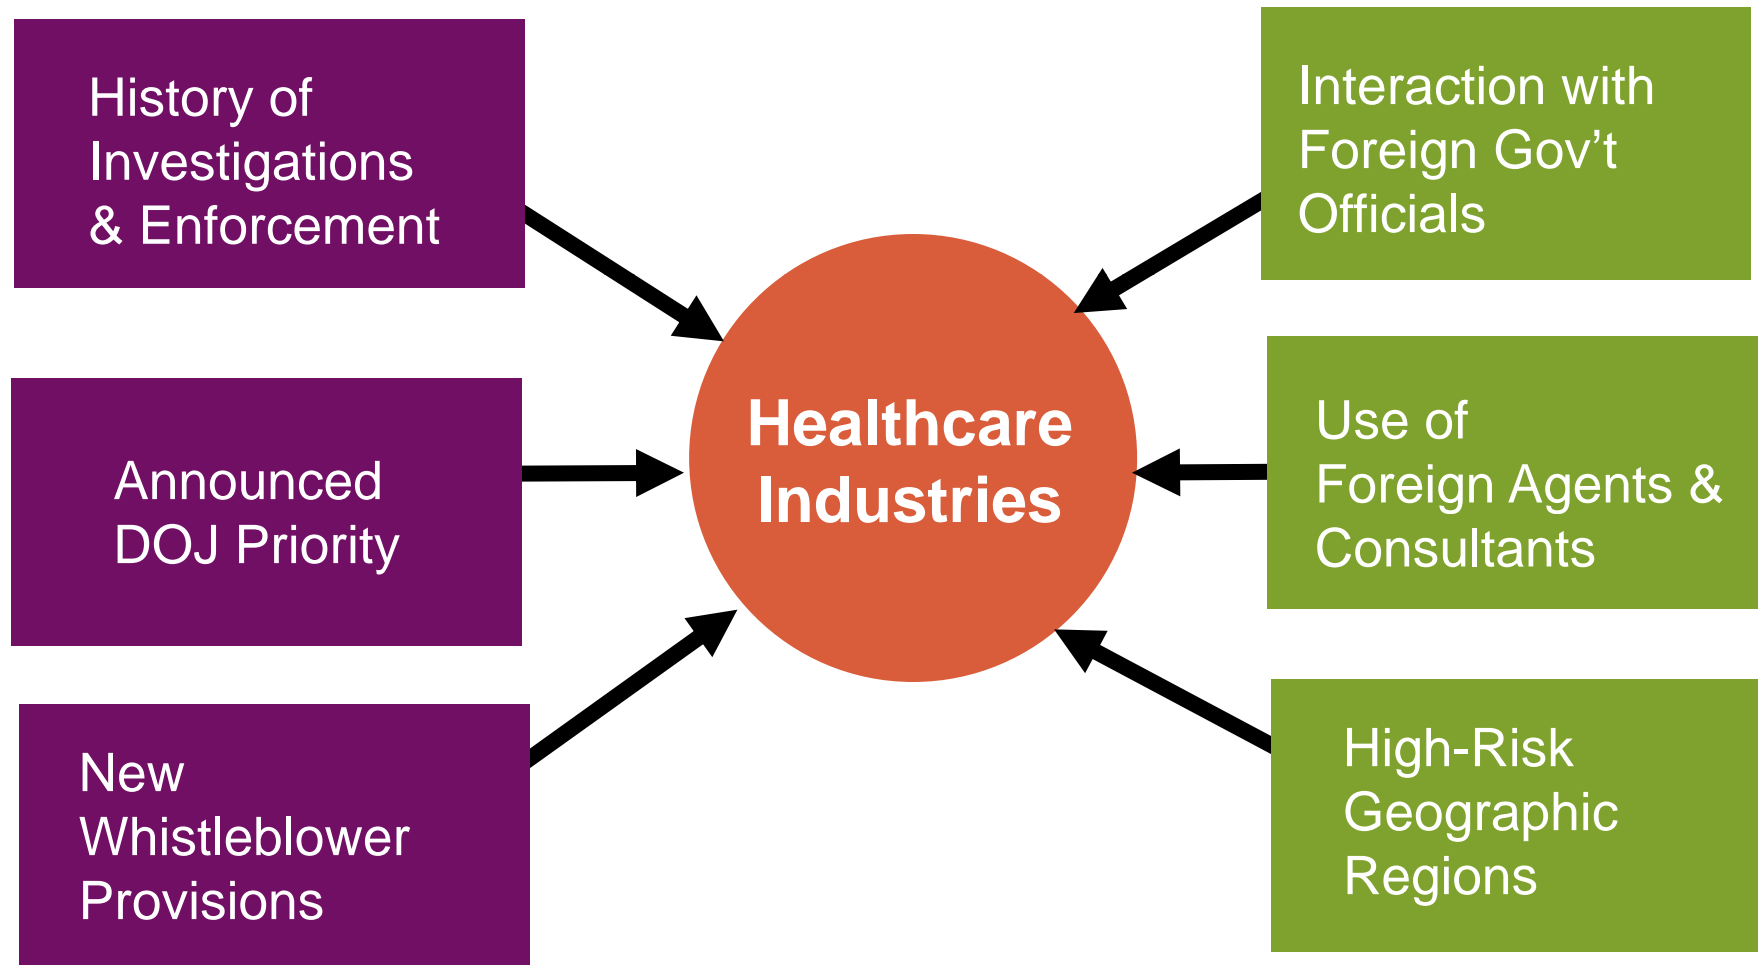 History of
Investigations
& Enforcement
Announced
DOJ Priority
New
Whistleblower
Provisions
Healthcare
Industries
Interaction with
Foreign Gov’t
Officials
Use of
Foreign Agents &
Consultants
High-Risk
Geographic
Regions